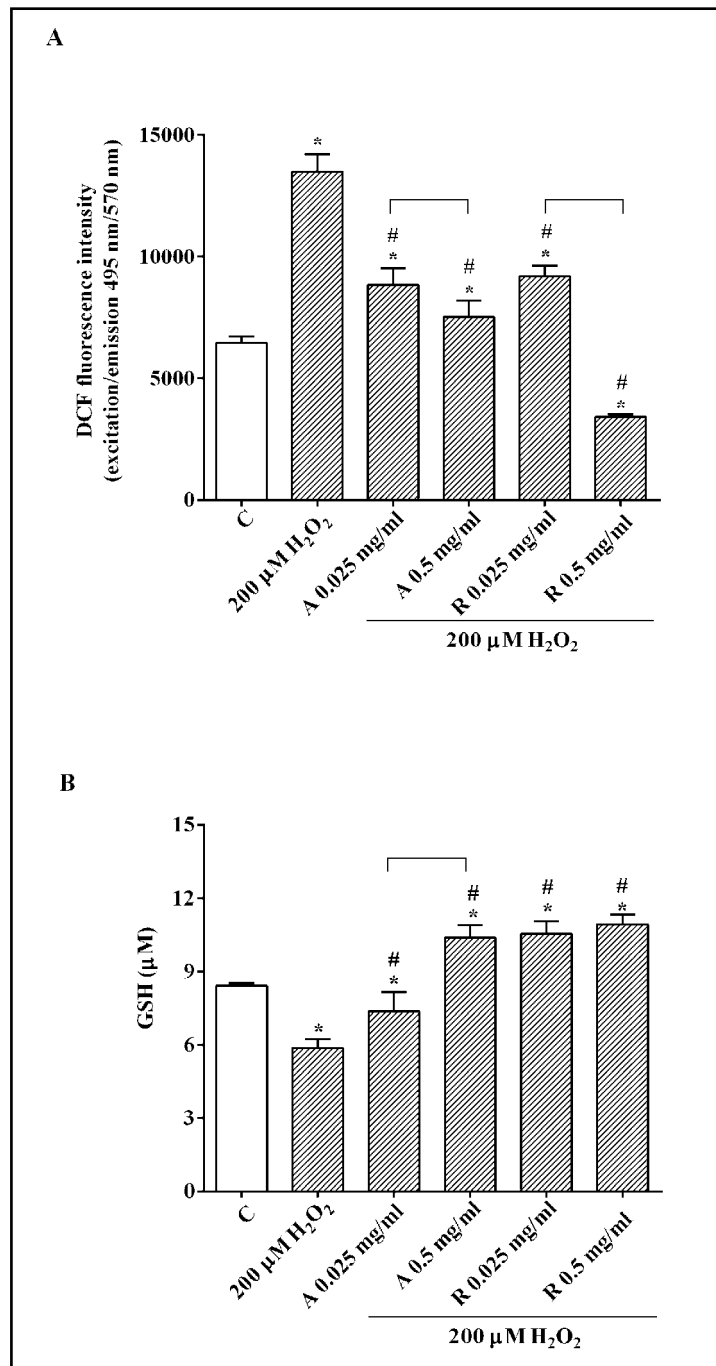 A
DCF fluorescence intensity
(excitation/emission 495 nm/570 nm)
15000
10000
5000
0
*
#
*
#
*
#
*
#
*
C
200 μM H₂O₂
A 0.025 mg/ml
A 0.5 mg/ml
R 0.025 mg/ml
R 0.5 mg/ml
200 μM H₂O₂
B
GSH (μM)
15
12
9
6
3
0
*
#
*
#
*
#
*
#
*
C
200 μM H₂O₂
A 0.025 mg/ml
A 0.5 mg/ml
R 0.025 mg/ml
R 0.5 mg/ml
200 μM H₂O₂